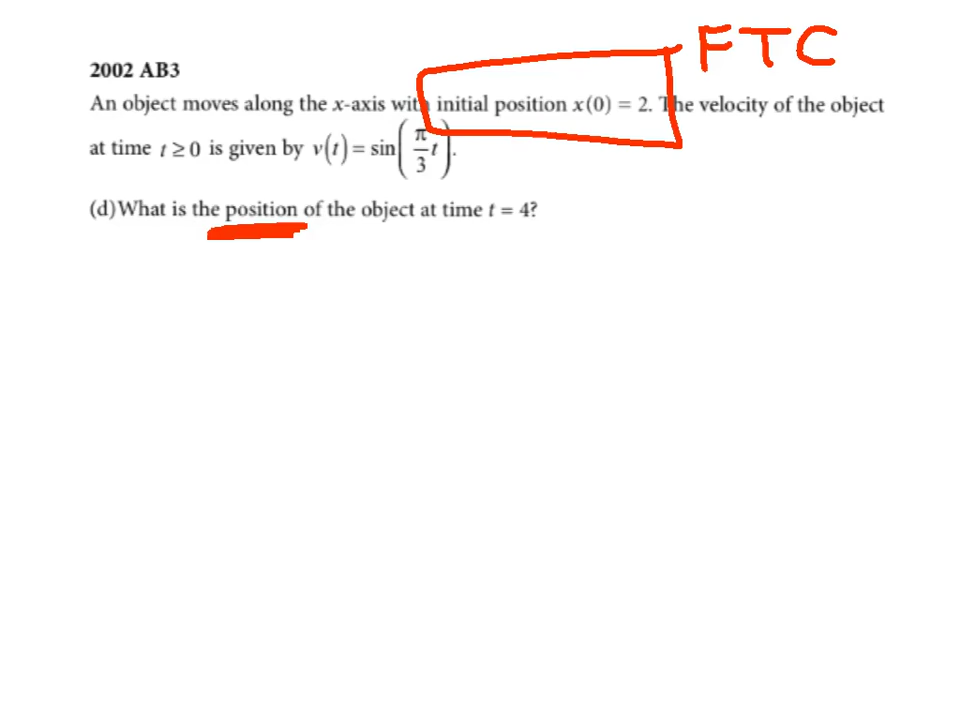 FTC
2002 AB3
An object moves along the x-axis with initial position x(0) = 2. The velocity of the object
at time t ≥ 0 is given by v(t) = sin(π/3 t).
(d) What is the position of the object at time t = 4?